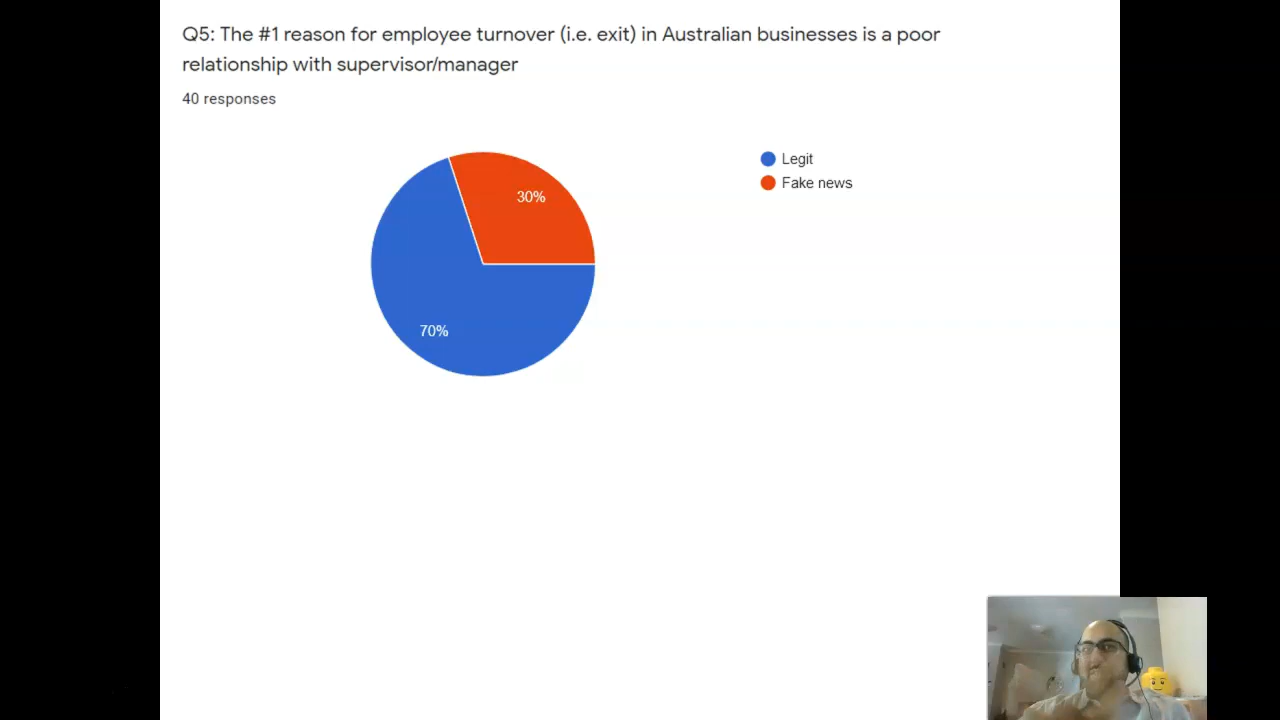 Q5: The #1 reason for employee turnover (i.e. exit) in Australian businesses is a poor
relationship with supervisor/manager
40 responses
Legit
Fake news
30%
70%